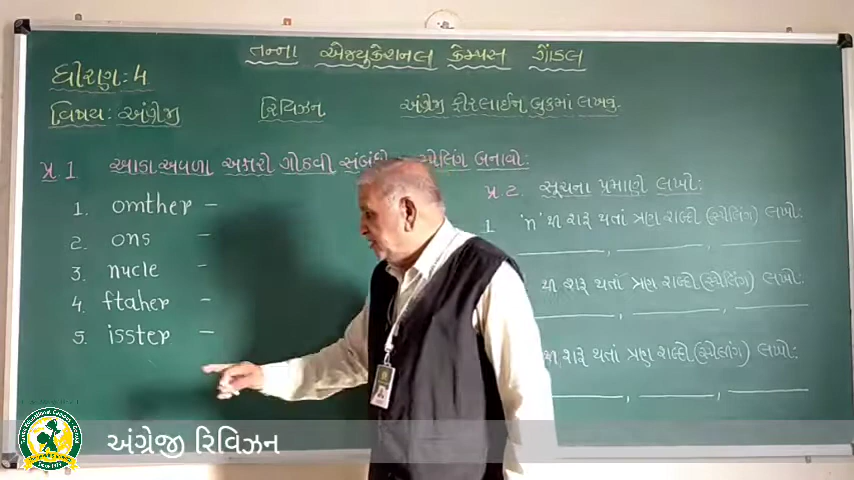 તન્ના એજ્યુકેશનલ કેમ્પસ ગોંડલ
ધોરણ: 4
વિષય: અંગ્રેજી રિવિઝન અંગ્રેજી ફોરલાઈન બુકમાં લખવું.
પ્ર. 1 આડા અવળા અક્ષરો ગોઠવી બનાવો:
1. omther –
2. ons –
3. nucle –
4. ftaher –
5. isster –
પ્ર. ૨. સૂચના પ્રમાણે લખો:
1 'n' થી શરૂ થતાં ત્રણ શબ્દો (સ્પેલિંગ) લખો:
થી શરૂ થતાં ત્રણ શબ્દો (સ્પેલિંગ) લખો:
થી શરૂ થતાં ત્રણ શબ્દો (સ્પેલિંગ) લખો:
અંગ્રેજી રિવિઝન